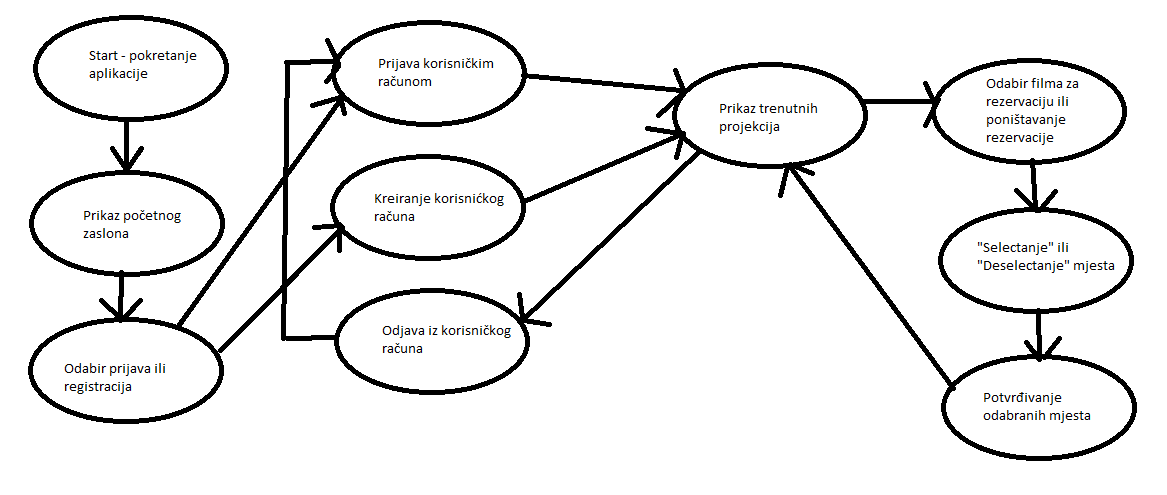 Start - pokretanje
aplikacije
Prikaz početnog
zaslona
Odabir prijava ili
registracija
Prijava korisničkim
računom
Kreiranje korisnićkog
računa
Odjava iz korisničkog
računa
Prikaz trenutnih
projekcija
Odabir filma za
rezervaciju ili
poništavanje
rezervacije
"Selectanje" ili
"Deselectanje" mjesta
Potvrđivanje
odabranih mjesta